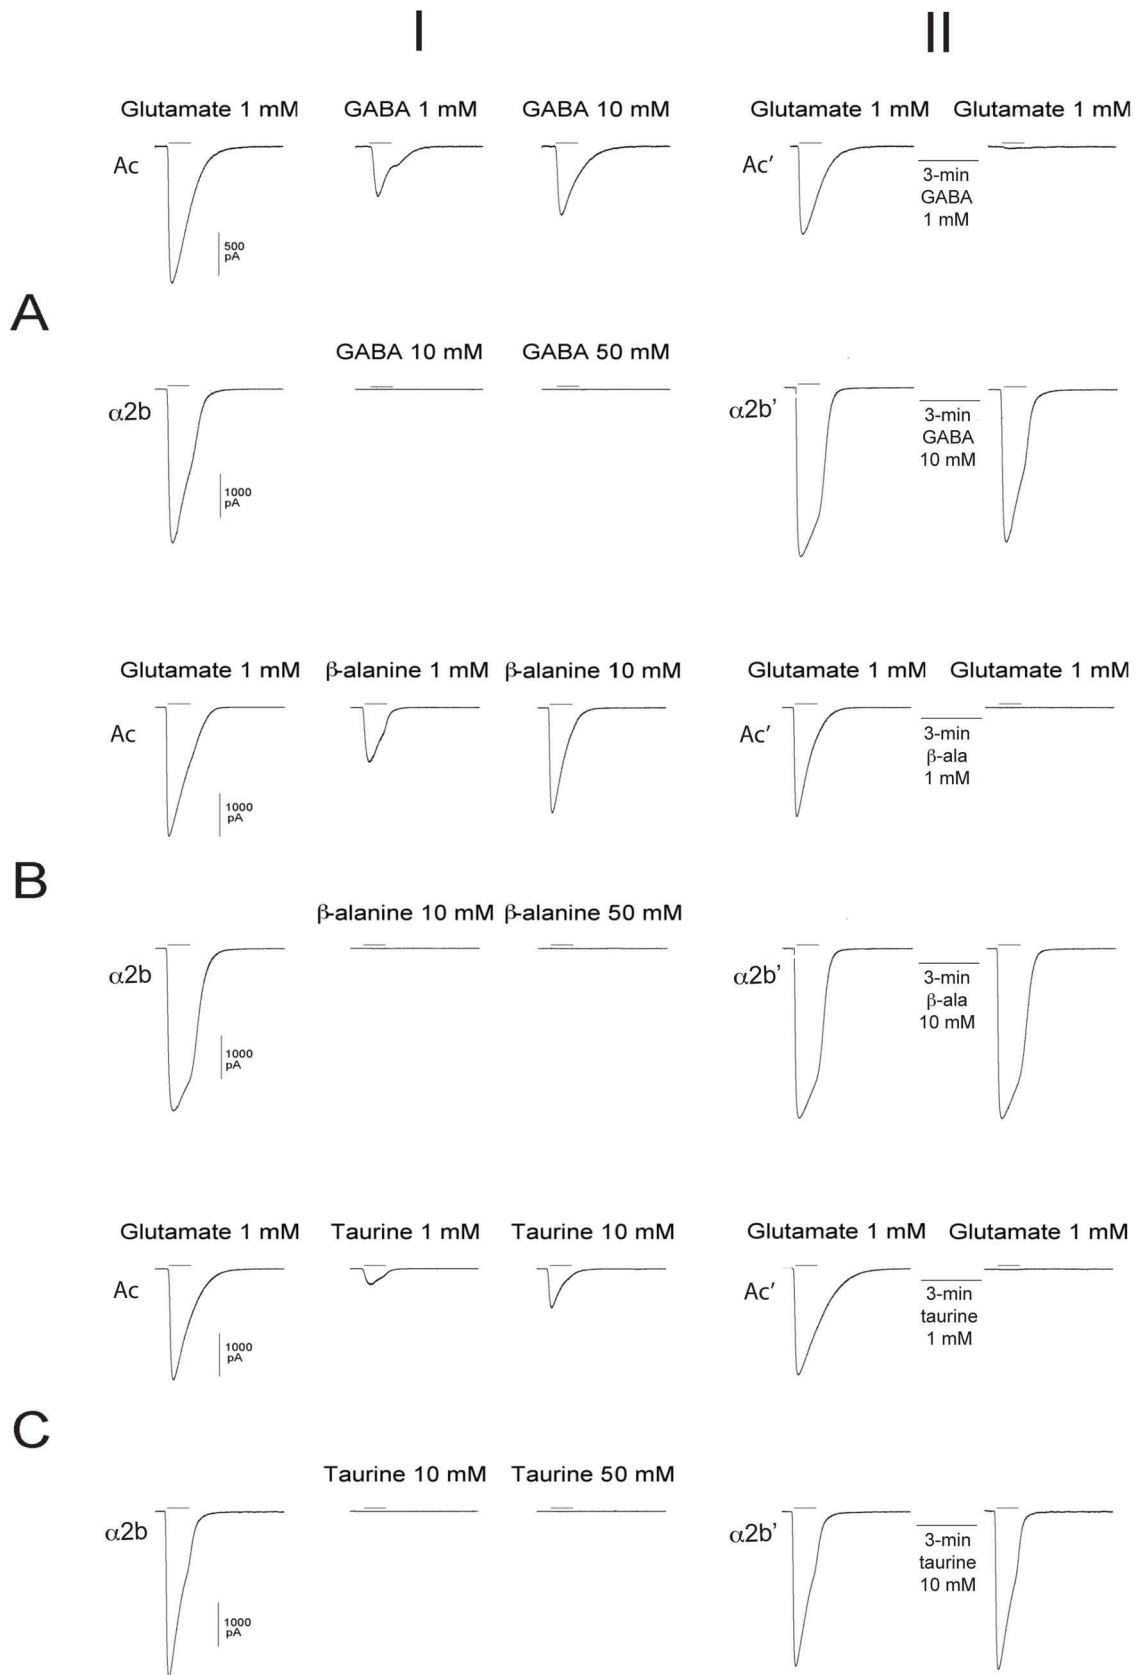 I II
Glutamate 1 mM GABA 1 mM GABA 10 mM Glutamate 1 mM Glutamate 1 mM
Ac Ac′
3-min
GABA
1 mM
500
pA
A
GABA 10 mM GABA 50 mM
α2b α2b'
3-min
GABA
10 mM
1000
pA
Glutamate 1 mM β-alanine 1 mM β-alanine 10 mM Glutamate 1 mM Glutamate 1 mM
Ac Ac′
3-min
β-ala
1 mM
1000
pA
B
β-alanine 10 mM β-alanine 50 mM
α2b α2b'
3-min
β-ala
10 mM
1000
pA
Glutamate 1 mM Taurine 1 mM Taurine 10 mM Glutamate 1 mM Glutamate 1 mM
Ac Ac′
3-min
taurine
1 mM
1000
pA
C
Taurine 10 mM Taurine 50 mM
α2b α2b'
3-min
taurine
10 mM
1000
pA